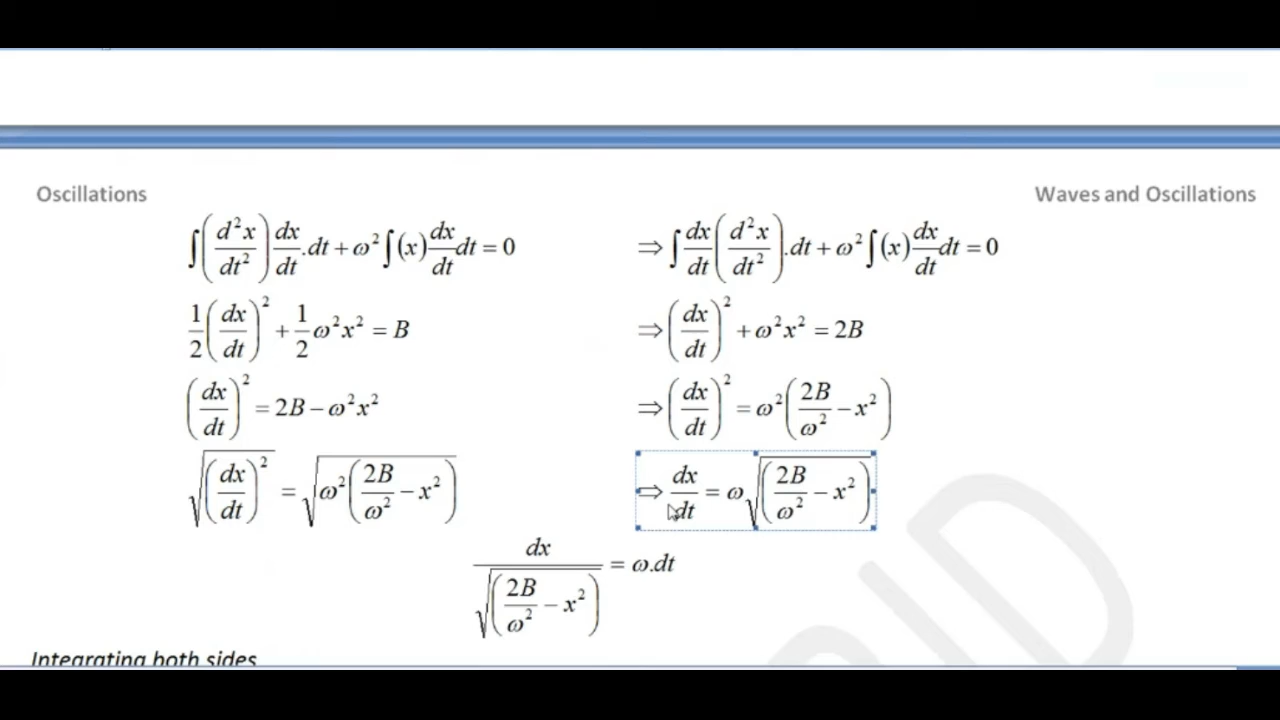 Oscillations Waves and Oscillations
∫(d²x/dt²) dx/dt .dt + ω² ∫(x) dx/dt dt = 0 ⇒ ∫ dx/dt (d²x/dt²) .dt + ω² ∫(x) dx/dt dt = 0
1/2 (dx/dt)² + 1/2 ω²x² = B ⇒ (dx/dt)² + ω²x² = 2B
(dx/dt)² = 2B − ω²x² ⇒ (dx/dt)² = ω² (2B/ω² − x²)
√(dx/dt)² = √ω²(2B/ω² − x²) ⇒ dx/dt = ω √(2B/ω² − x²)
dx / √(2B/ω² − x²) = ω.dt
Integrating both sides